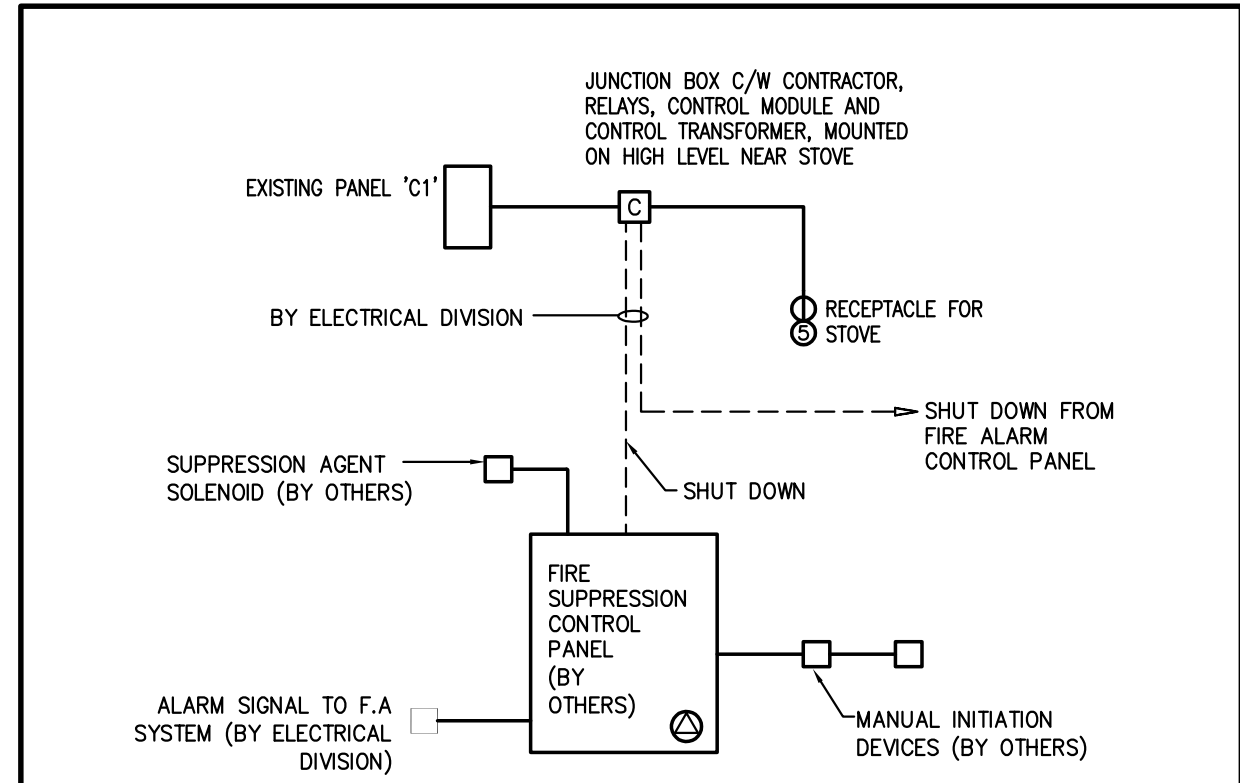 JUNCTION BOX C/W CONTRACTOR,
RELAYS, CONTROL MODULE AND
CONTROL TRANSFORMER, MOUNTED
ON HIGH LEVEL NEAR STOVE
EXISTING PANEL 'C1'
C
BY ELECTRICAL DIVISION
RECEPTACLE FOR
STOVE
5
SHUT DOWN FROM
FIRE ALARM
CONTROL PANEL
SUPPRESSION AGENT
SOLENOID (BY OTHERS)
SHUT DOWN
FIRE
SUPPRESSION
CONTROL
PANEL
(BY
OTHERS)
ALARM SIGNAL TO F.A
SYSTEM (BY ELECTRICAL
DIVISION)
MANUAL INITIATION
DEVICES (BY OTHERS)